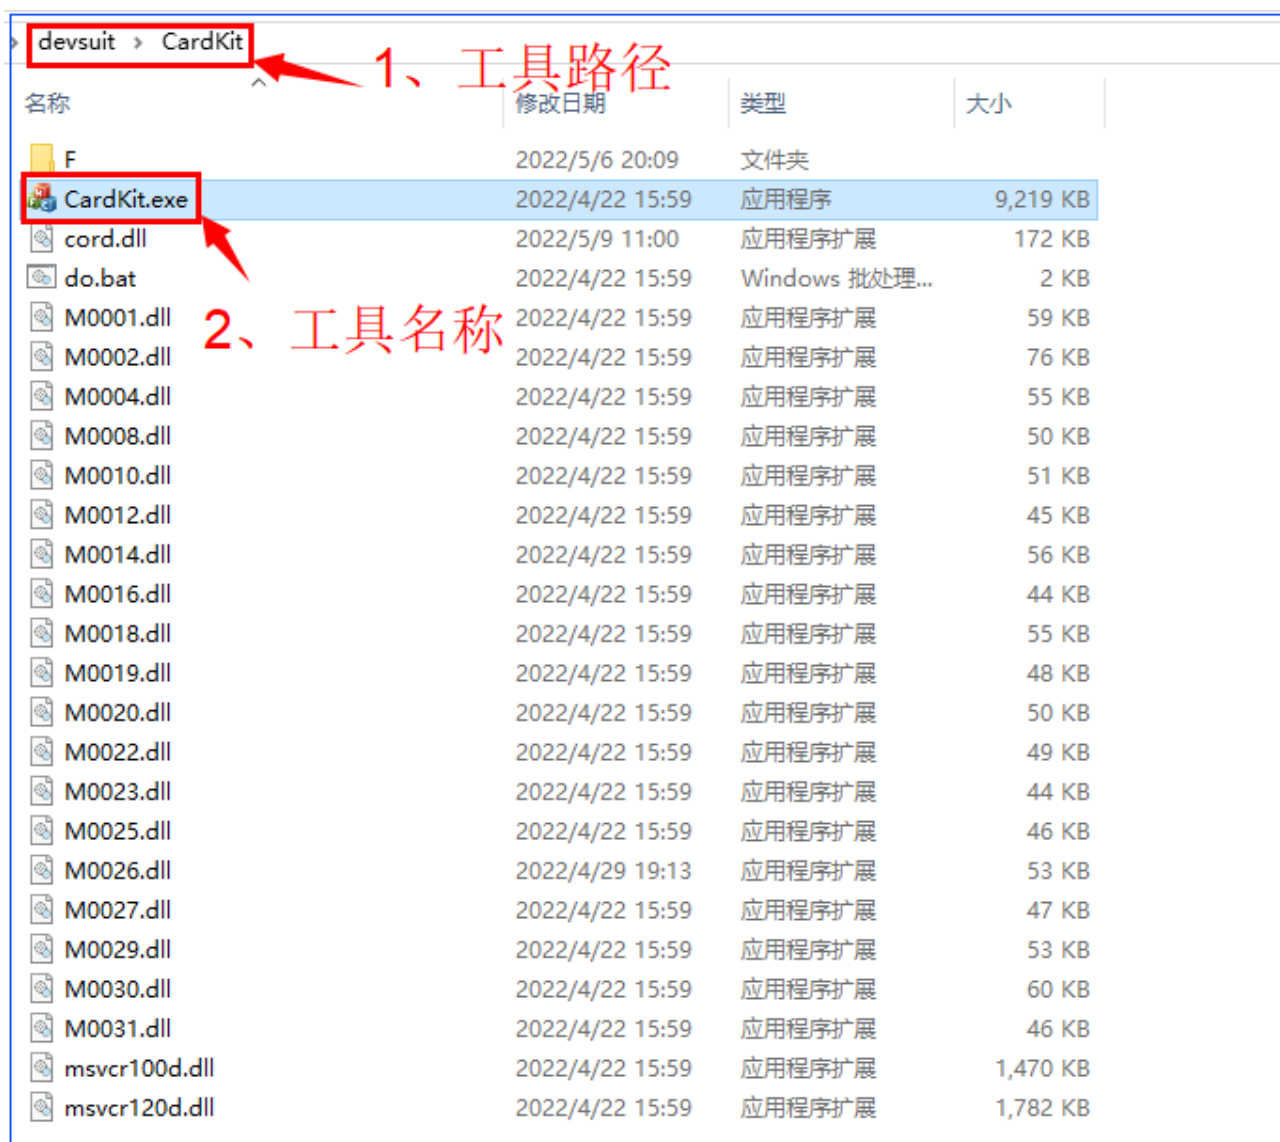 devsuit > CardKit
1、工具路径
名称 修改日期 类型 大小
F 2022/5/6 20:09 文件夹
CardKit.exe 2022/4/22 15:59 应用程序 9,219 KB
cord.dll 2022/5/9 11:00 应用程序扩展 172 KB
do.bat 2022/4/22 15:59 Windows 批处理... 2 KB
2、工具名称
M0001.dll 2022/4/22 15:59 应用程序扩展 59 KB
M0002.dll 2022/4/22 15:59 应用程序扩展 76 KB
M0004.dll 2022/4/22 15:59 应用程序扩展 55 KB
M0008.dll 2022/4/22 15:59 应用程序扩展 50 KB
M0010.dll 2022/4/22 15:59 应用程序扩展 51 KB
M0012.dll 2022/4/22 15:59 应用程序扩展 45 KB
M0014.dll 2022/4/22 15:59 应用程序扩展 56 KB
M0016.dll 2022/4/22 15:59 应用程序扩展 44 KB
M0018.dll 2022/4/22 15:59 应用程序扩展 55 KB
M0019.dll 2022/4/22 15:59 应用程序扩展 48 KB
M0020.dll 2022/4/22 15:59 应用程序扩展 50 KB
M0022.dll 2022/4/22 15:59 应用程序扩展 49 KB
M0023.dll 2022/4/22 15:59 应用程序扩展 44 KB
M0025.dll 2022/4/22 15:59 应用程序扩展 46 KB
M0026.dll 2022/4/29 19:13 应用程序扩展 53 KB
M0027.dll 2022/4/22 15:59 应用程序扩展 47 KB
M0029.dll 2022/4/22 15:59 应用程序扩展 53 KB
M0030.dll 2022/4/22 15:59 应用程序扩展 60 KB
M0031.dll 2022/4/22 15:59 应用程序扩展 46 KB
msvcr100d.dll 2022/4/22 15:59 应用程序扩展 1,470 KB
msvcr120d.dll 2022/4/22 15:59 应用程序扩展 1,782 KB